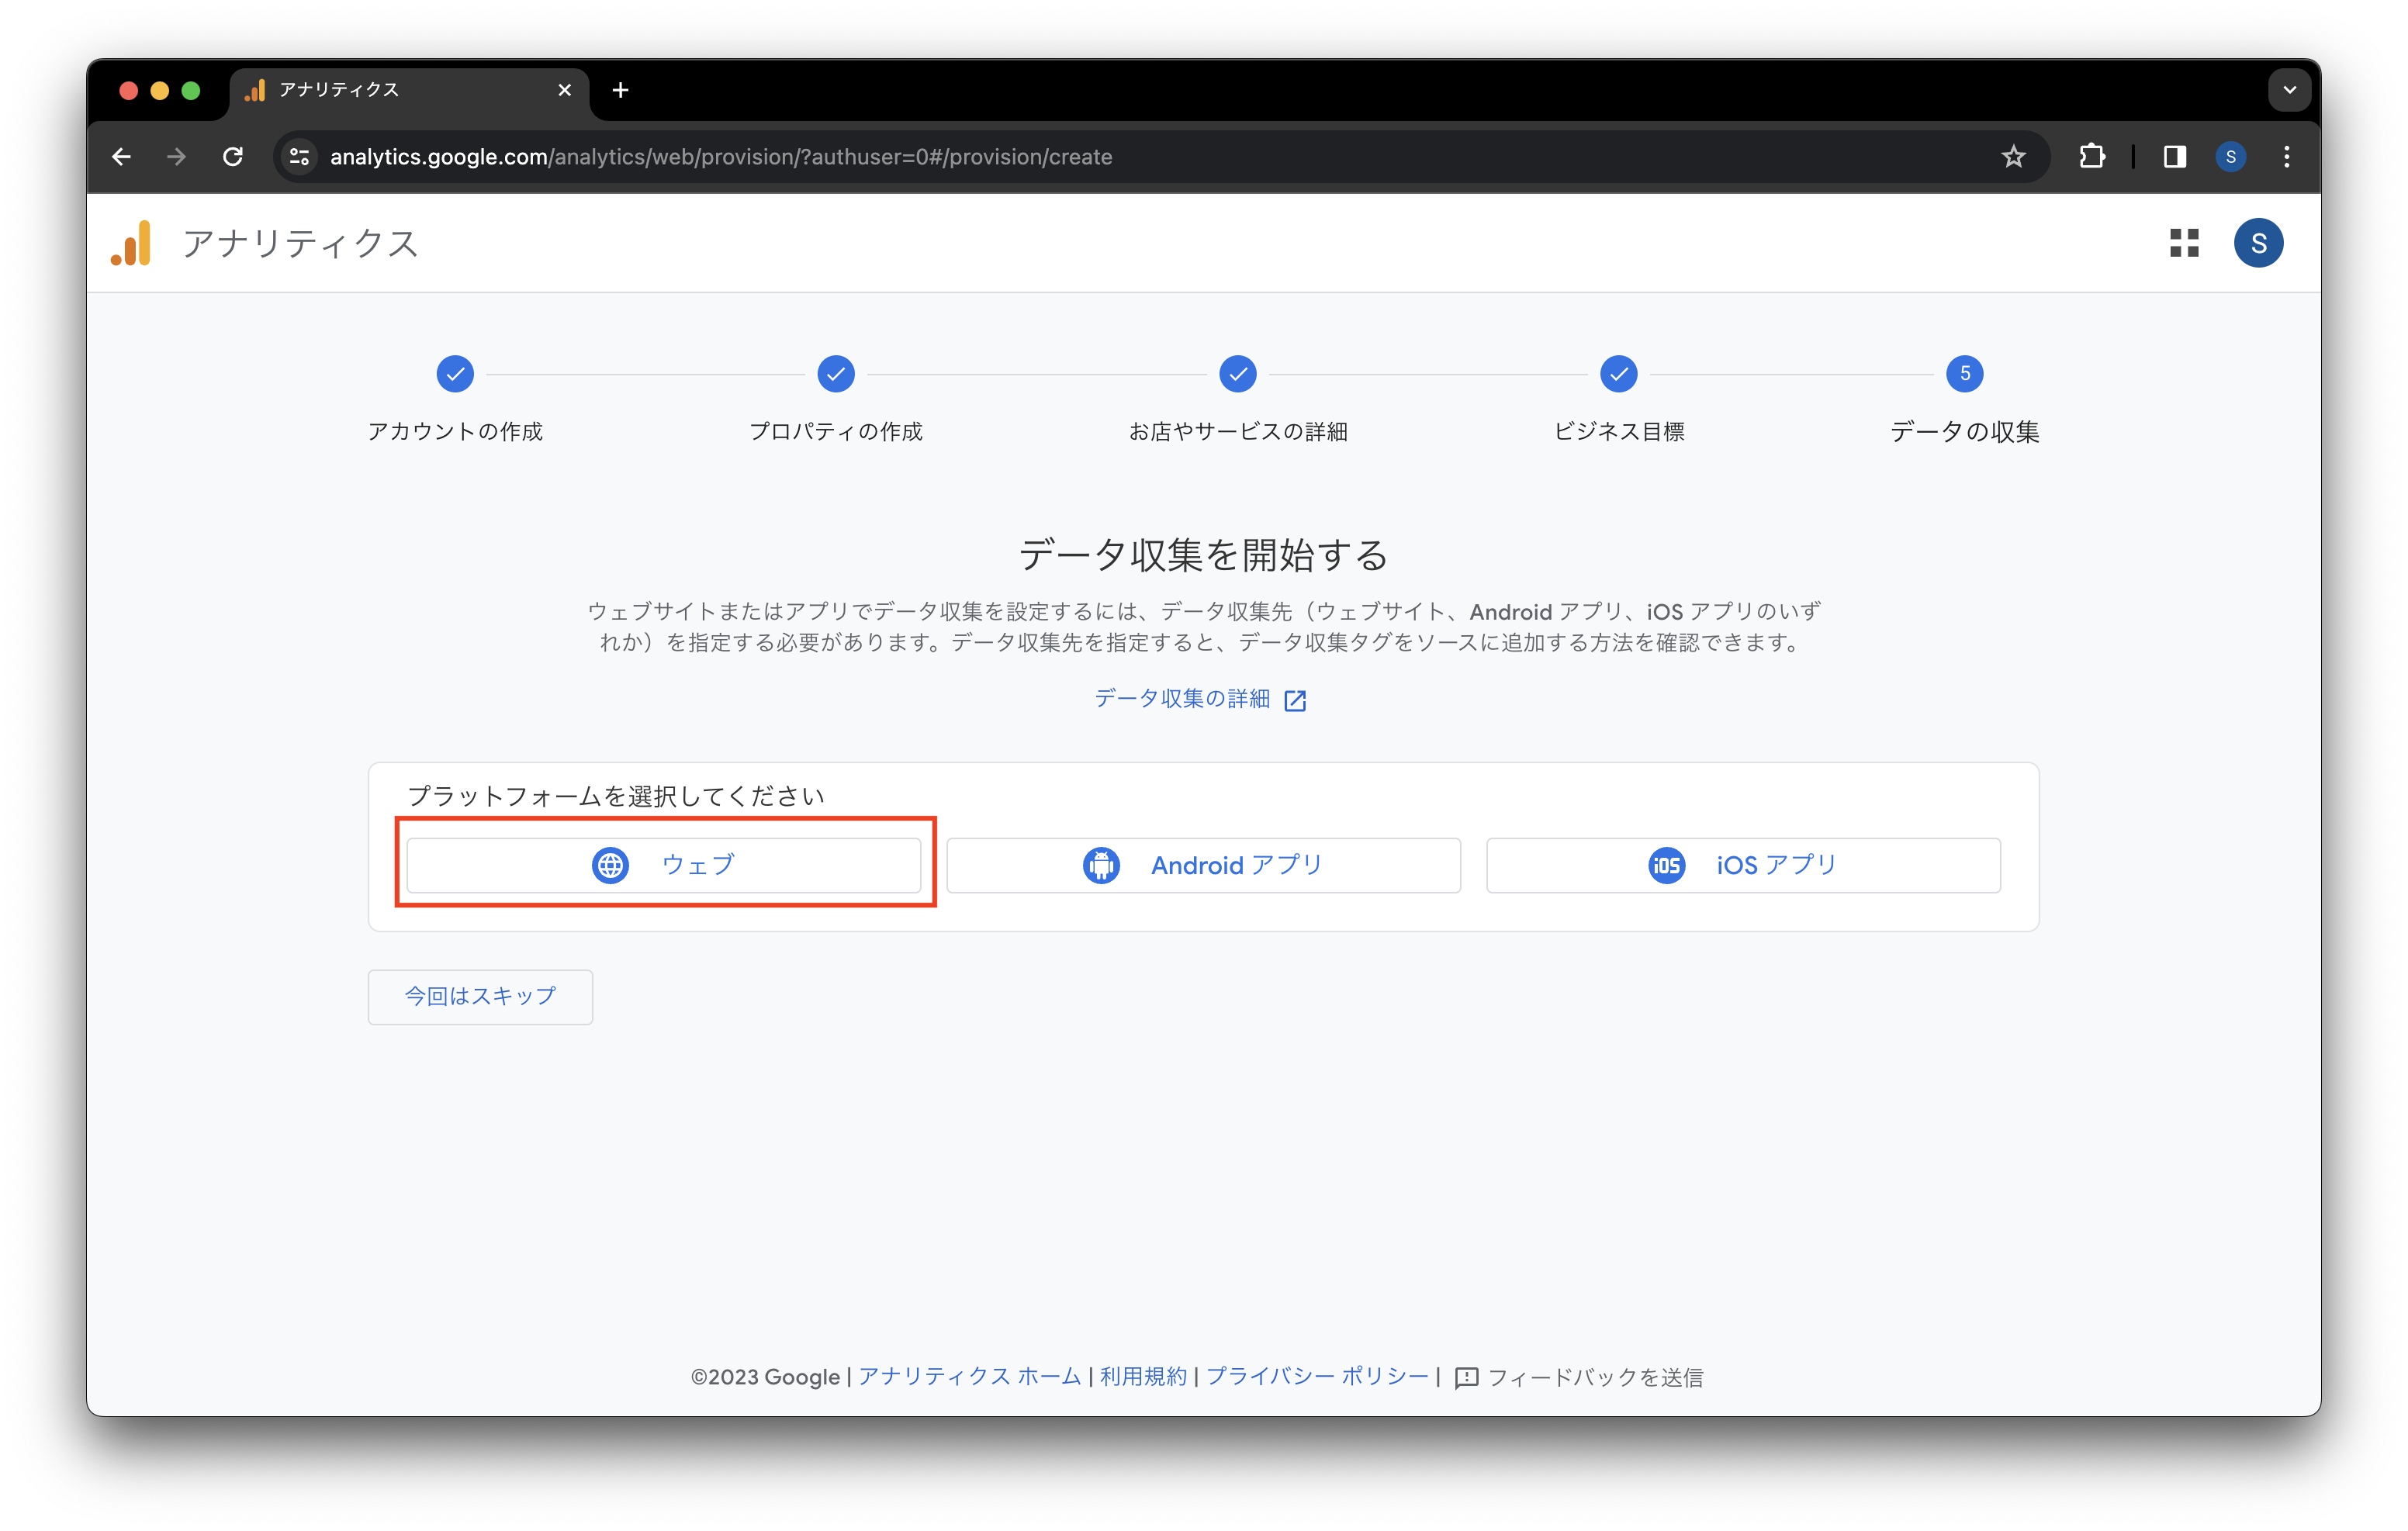 アナリティクス
analytics.google.com/analytics/web/provision/?authuser=0#/provision/create
S
アナリティクス
S
5
アカウントの作成
プロパティの作成
お店やサービスの詳細
ビジネス目標
データの収集
データ収集を開始する
ウェブサイトまたはアプリでデータ収集を設定するには、データ収集先（ウェブサイト、Android アプリ、iOS アプリのいず
れか）を指定する必要があります。データ収集先を指定すると、データ収集タグをソースに追加する方法を確認できます。
データ収集の詳細
プラットフォームを選択してください
ウェブ
Android アプリ
iOS iOS アプリ
今回はスキップ
©2023 Google | アナリティクス ホーム | 利用規約 | プライバシー ポリシー | フィードバックを送信